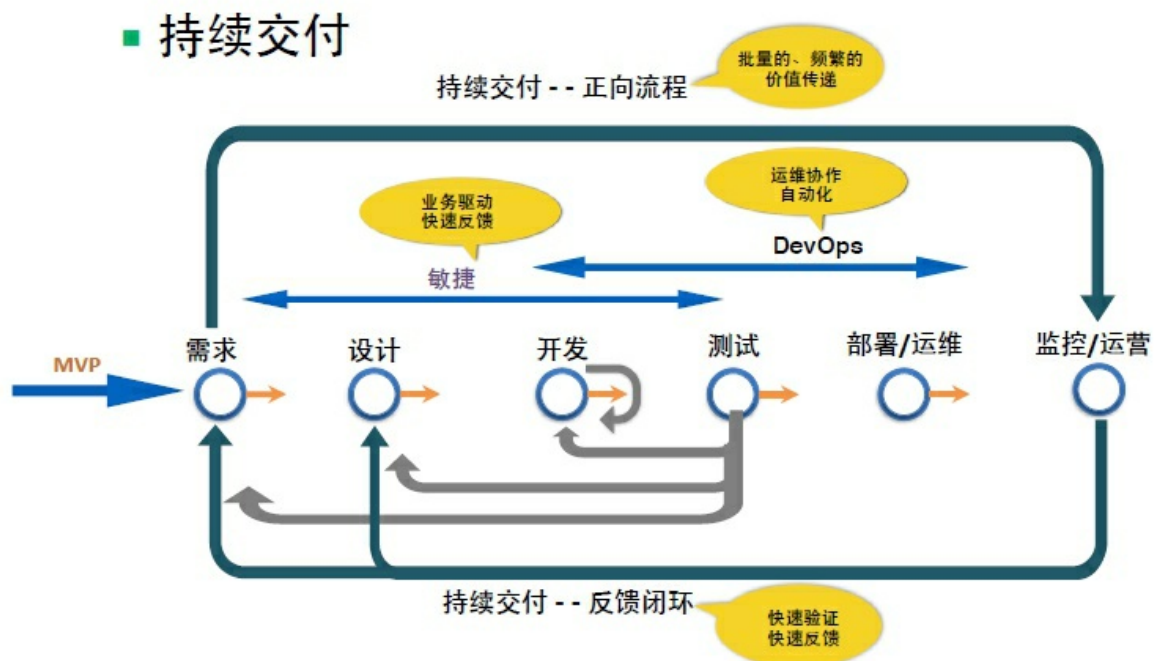 持续交付
批量的、频繁的
价值传递
持续交付 - - 正向流程
运维协作
自动化
业务驱动
快速反馈
DevOps
敏捷
需求
设计
开发
测试
部署/运维
监控/运营
MVP
持续交付 - - 反馈闭环
快速验证
快速反馈